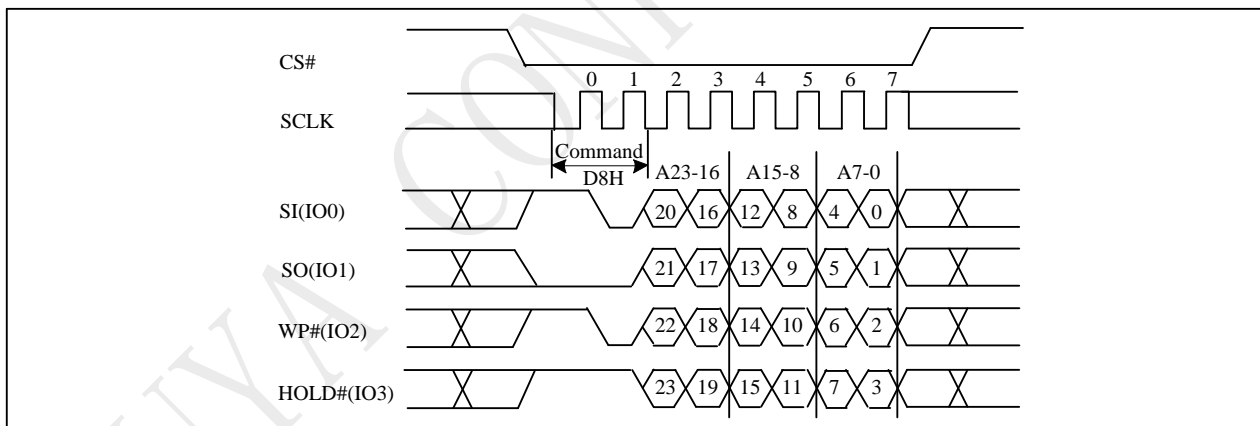 CS#
0 1 2 3 4 5 6 7
SCLK
Command
D8H
A23-16 A15-8 A7-0
SI(IO0) 20 16 12 8 4 0
SO(IO1) 21 17 13 9 5 1
WP#(IO2) 22 18 14 10 6 2
HOLD#(IO3) 23 19 15 11 7 3